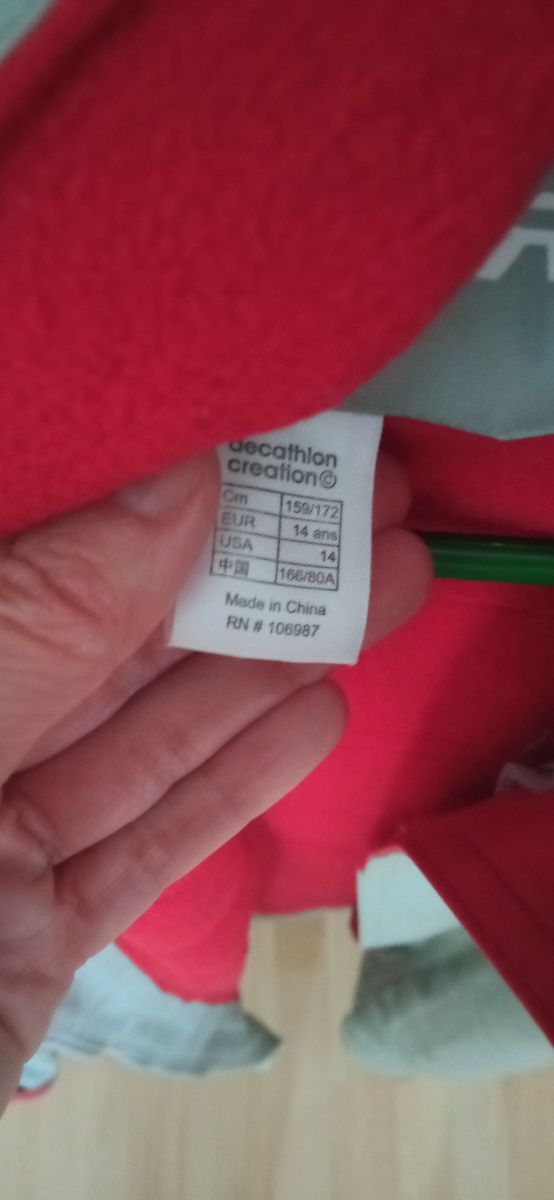 decathlon
creation©
Cm 159/172
EUR 14 ans
USA 14
中国 166/80A
Made in China
RN # 106987